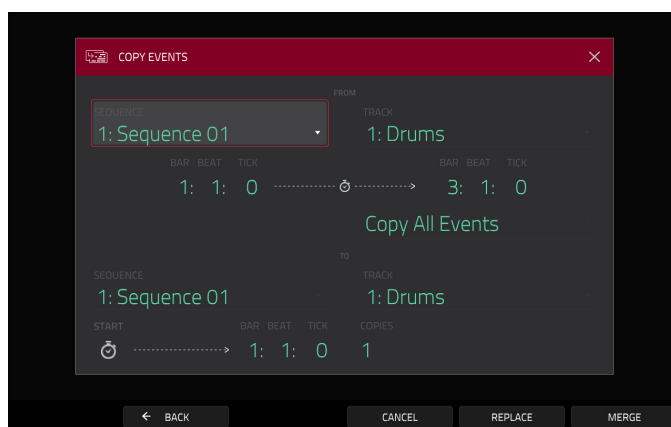 COPY EVENTS
FROM
SEQUENCE TRACK
1: Sequence 01 1: Drums
BAR BEAT TICK BAR BEAT TICK
1: 1: 0 3: 1: 0
Copy All Events
TO
SEQUENCE TRACK
1: Sequence 01 1: Drums
START BAR BEAT TICK COPIES
1: 1: 0 1
BACK CANCEL REPLACE MERGE